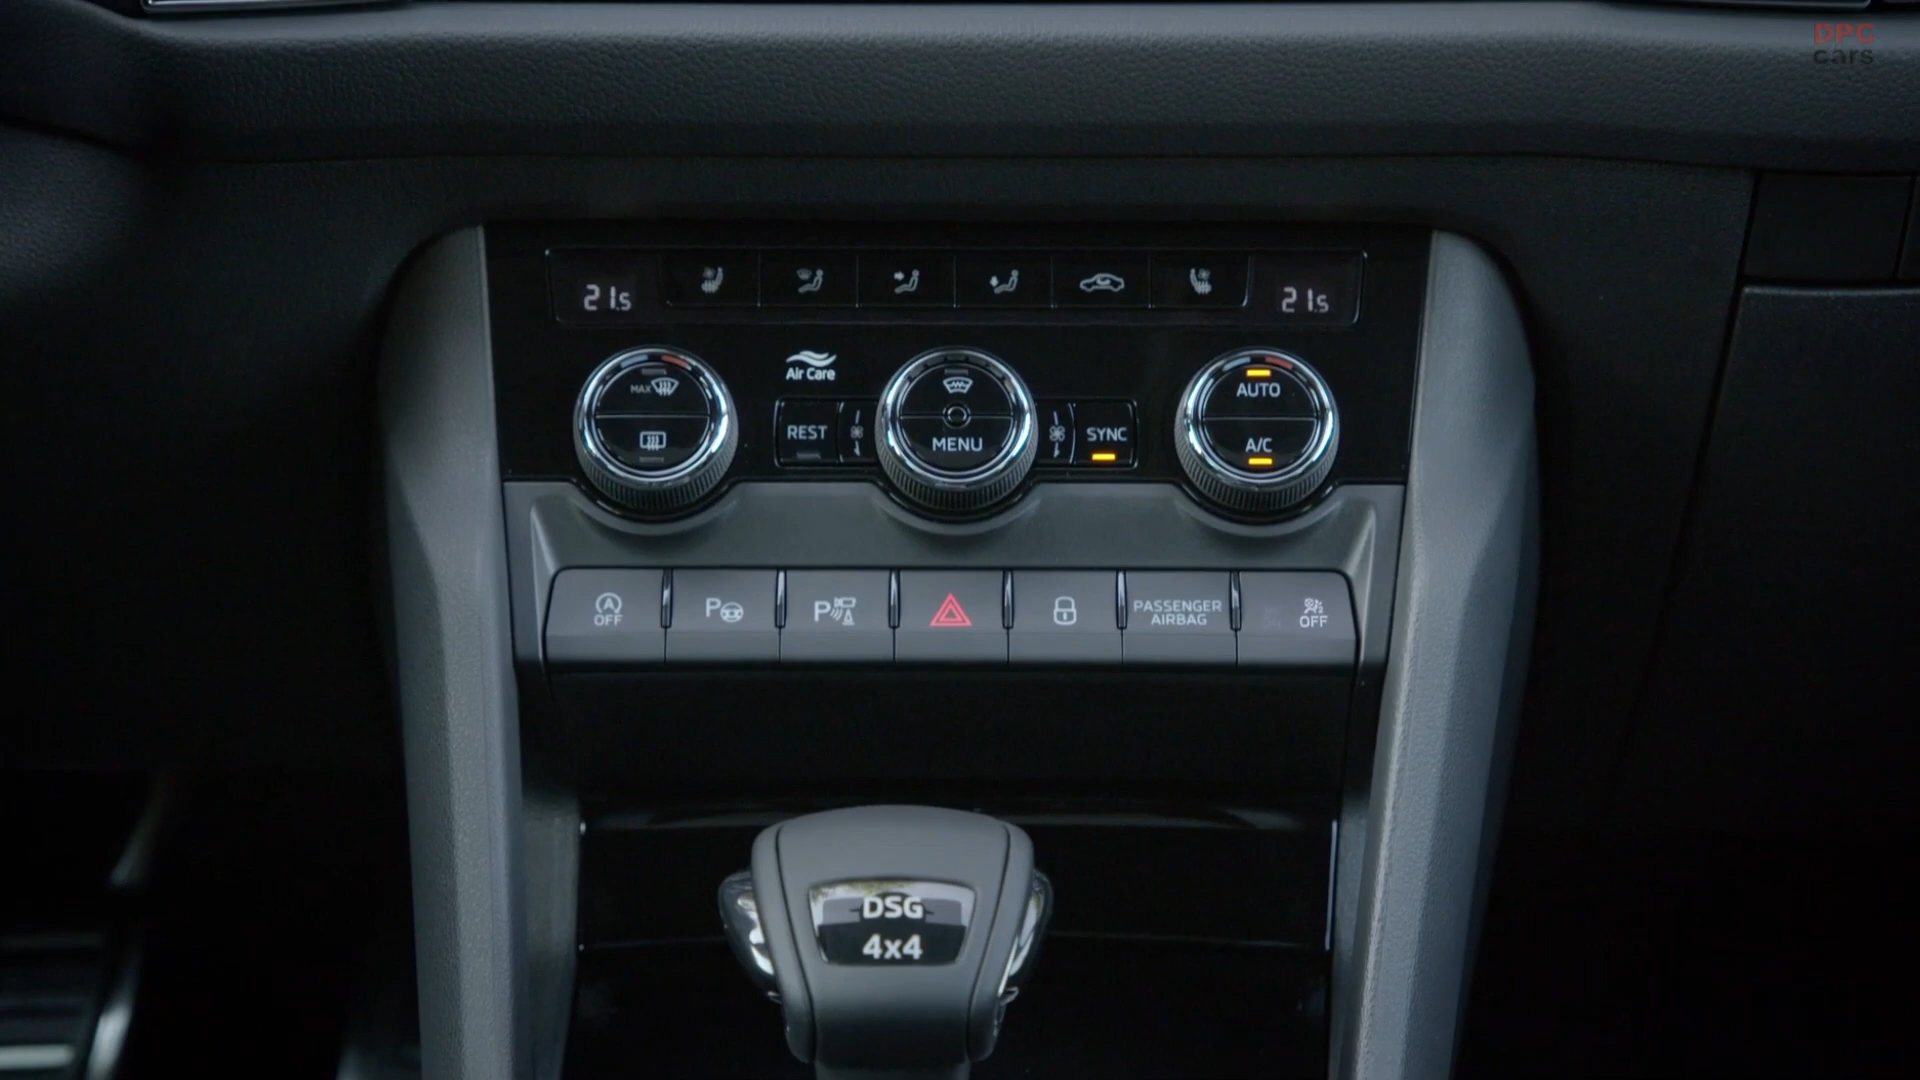 DPC
cars
21.5
21.5
Air Care
MAX
AUTO
REST
MENU
SYNC
A/C
A
OFF
P
P
PASSENGER
AIRBAG
OFF
DSG
4x4